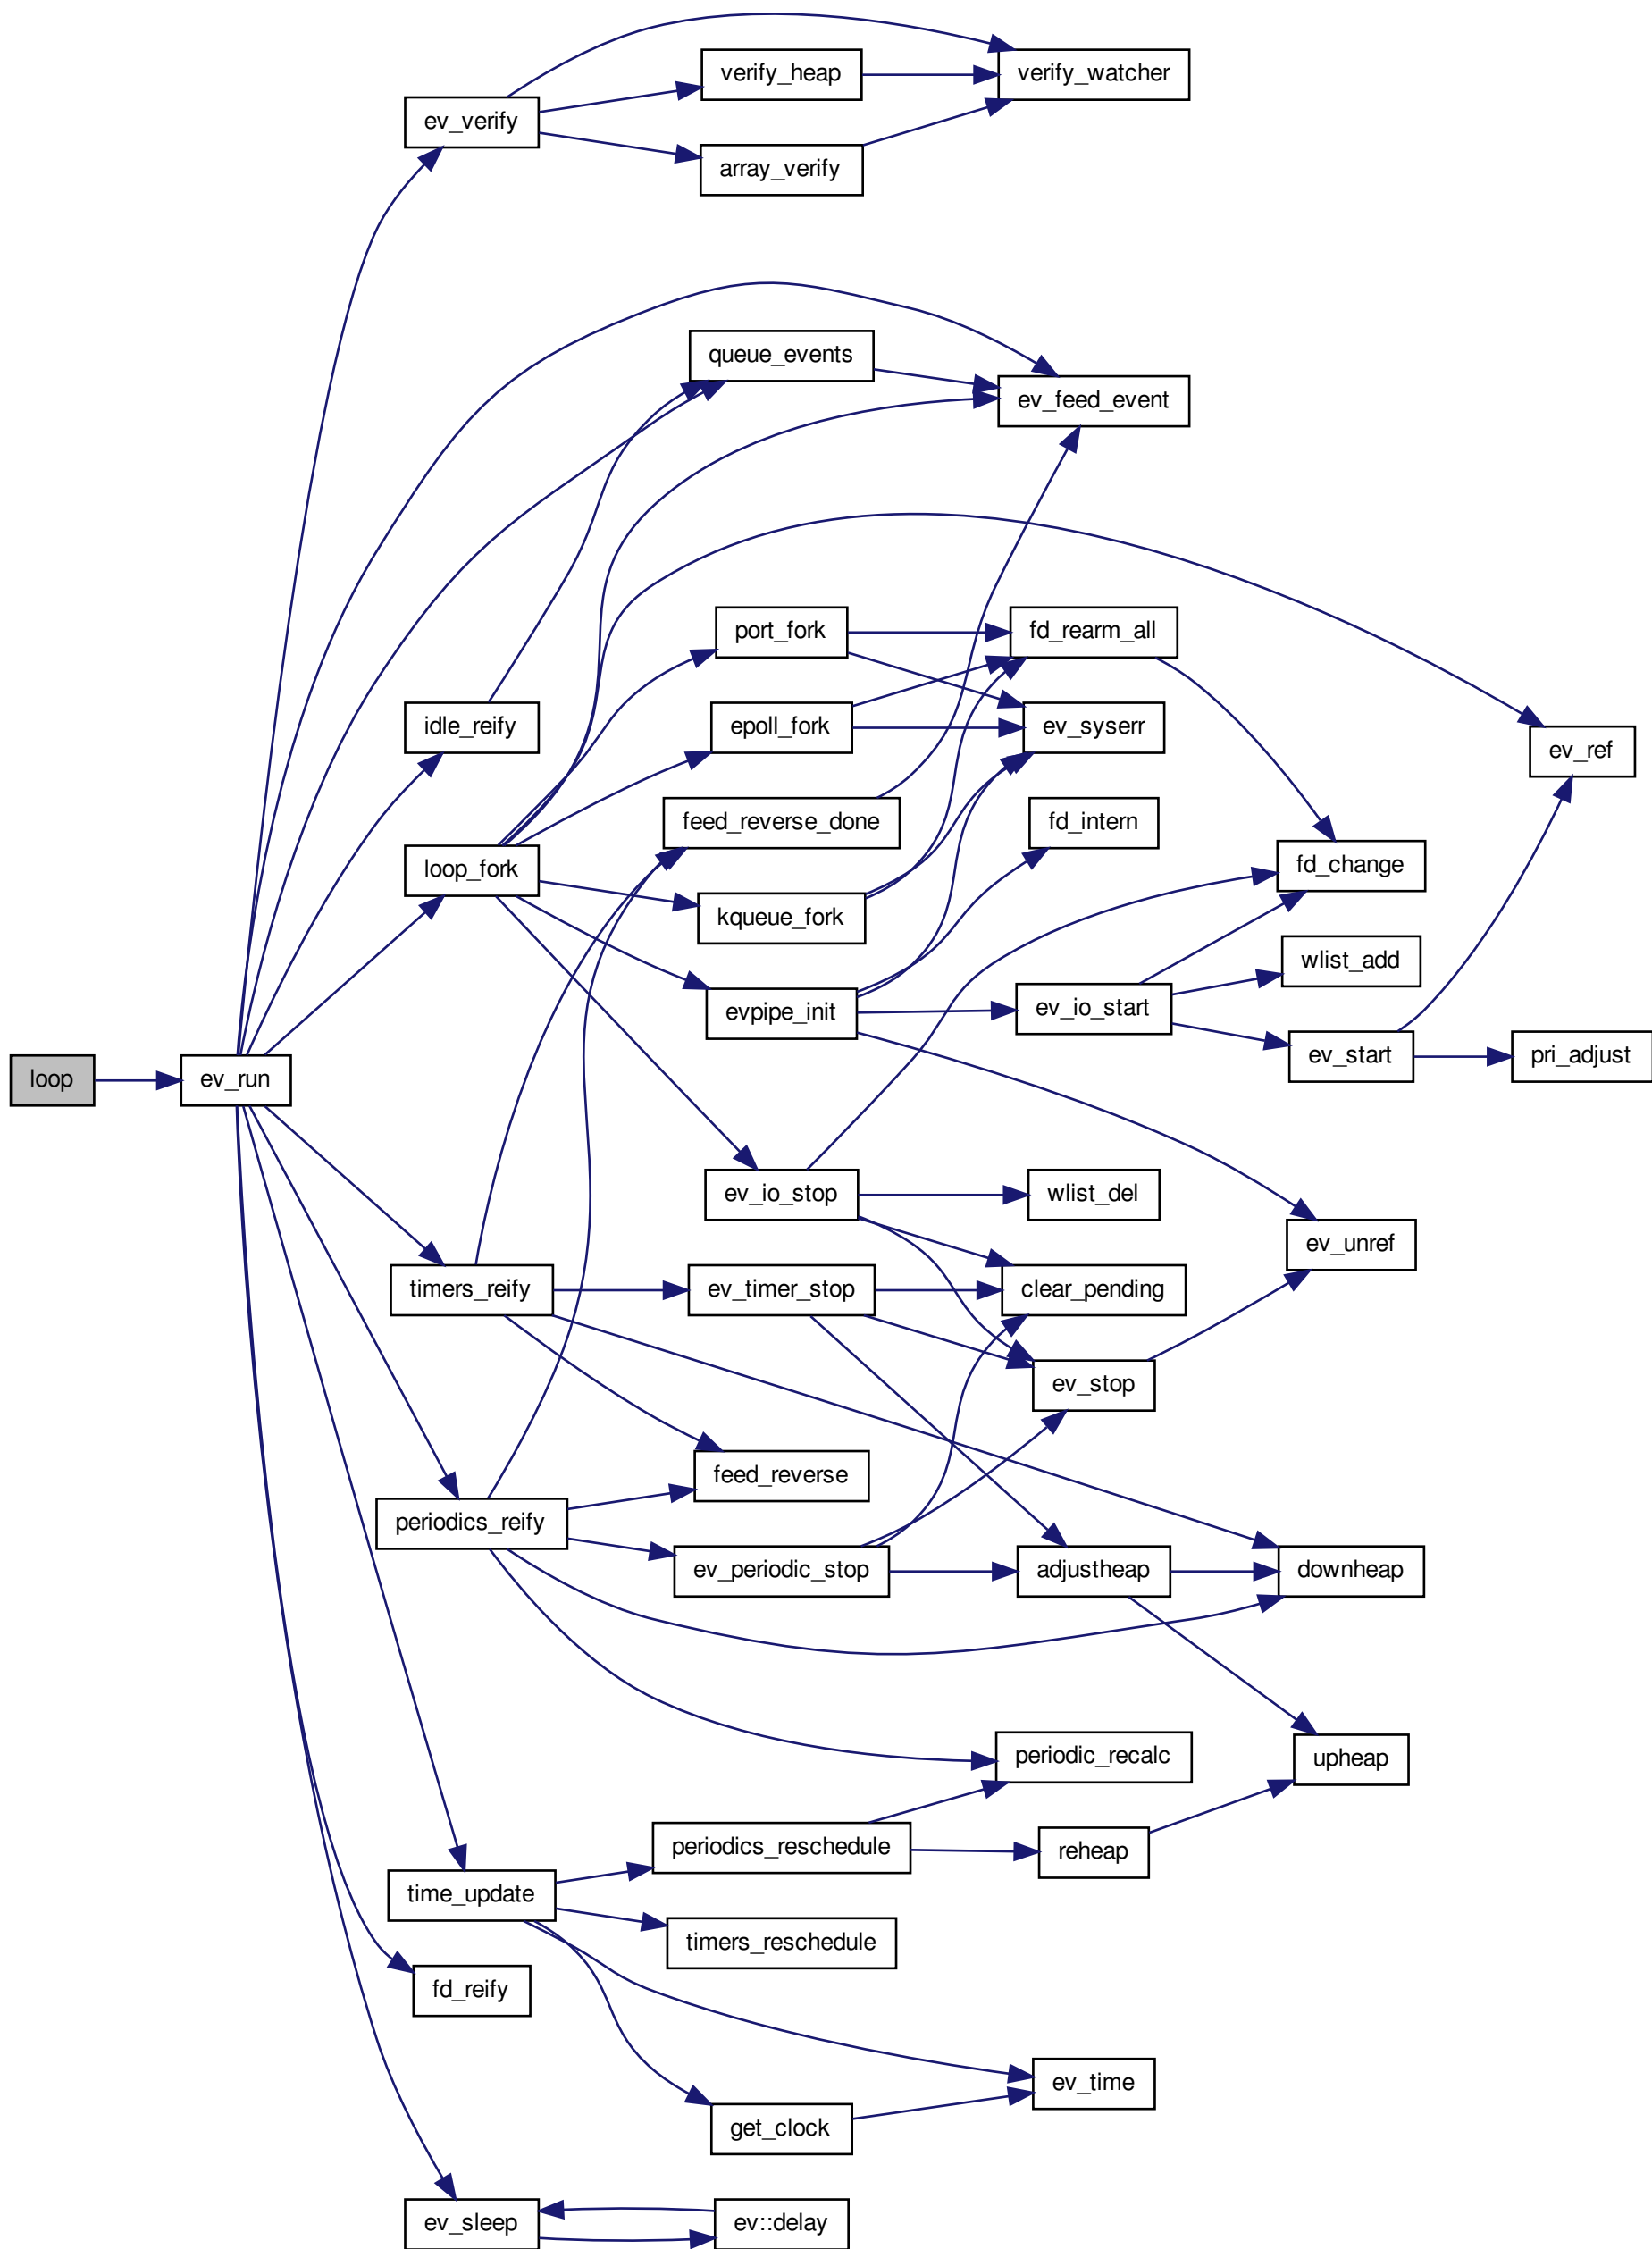 verify_heap
verify_watcher
ev_verify
array_verify
queue_events
ev_feed_event
port_fork
fd_rearm_all
idle_reify
epoll_fork
ev_syserr
ev_ref
feed_reverse_done
fd_intern
loop_fork
fd_change
kqueue_fork
wlist_add
evpipe_init
ev_io_start
ev_start
pri_adjust
loop
ev_run
ev_io_stop
wlist_del
ev_unref
timers_reify
ev_timer_stop
clear_pending
ev_stop
feed_reverse
periodics_reify
ev_periodic_stop
adjustheap
downheap
periodic_recalc
upheap
periodics_reschedule
reheap
time_update
timers_reschedule
fd_reify
ev_time
get_clock
ev_sleep
ev::delay